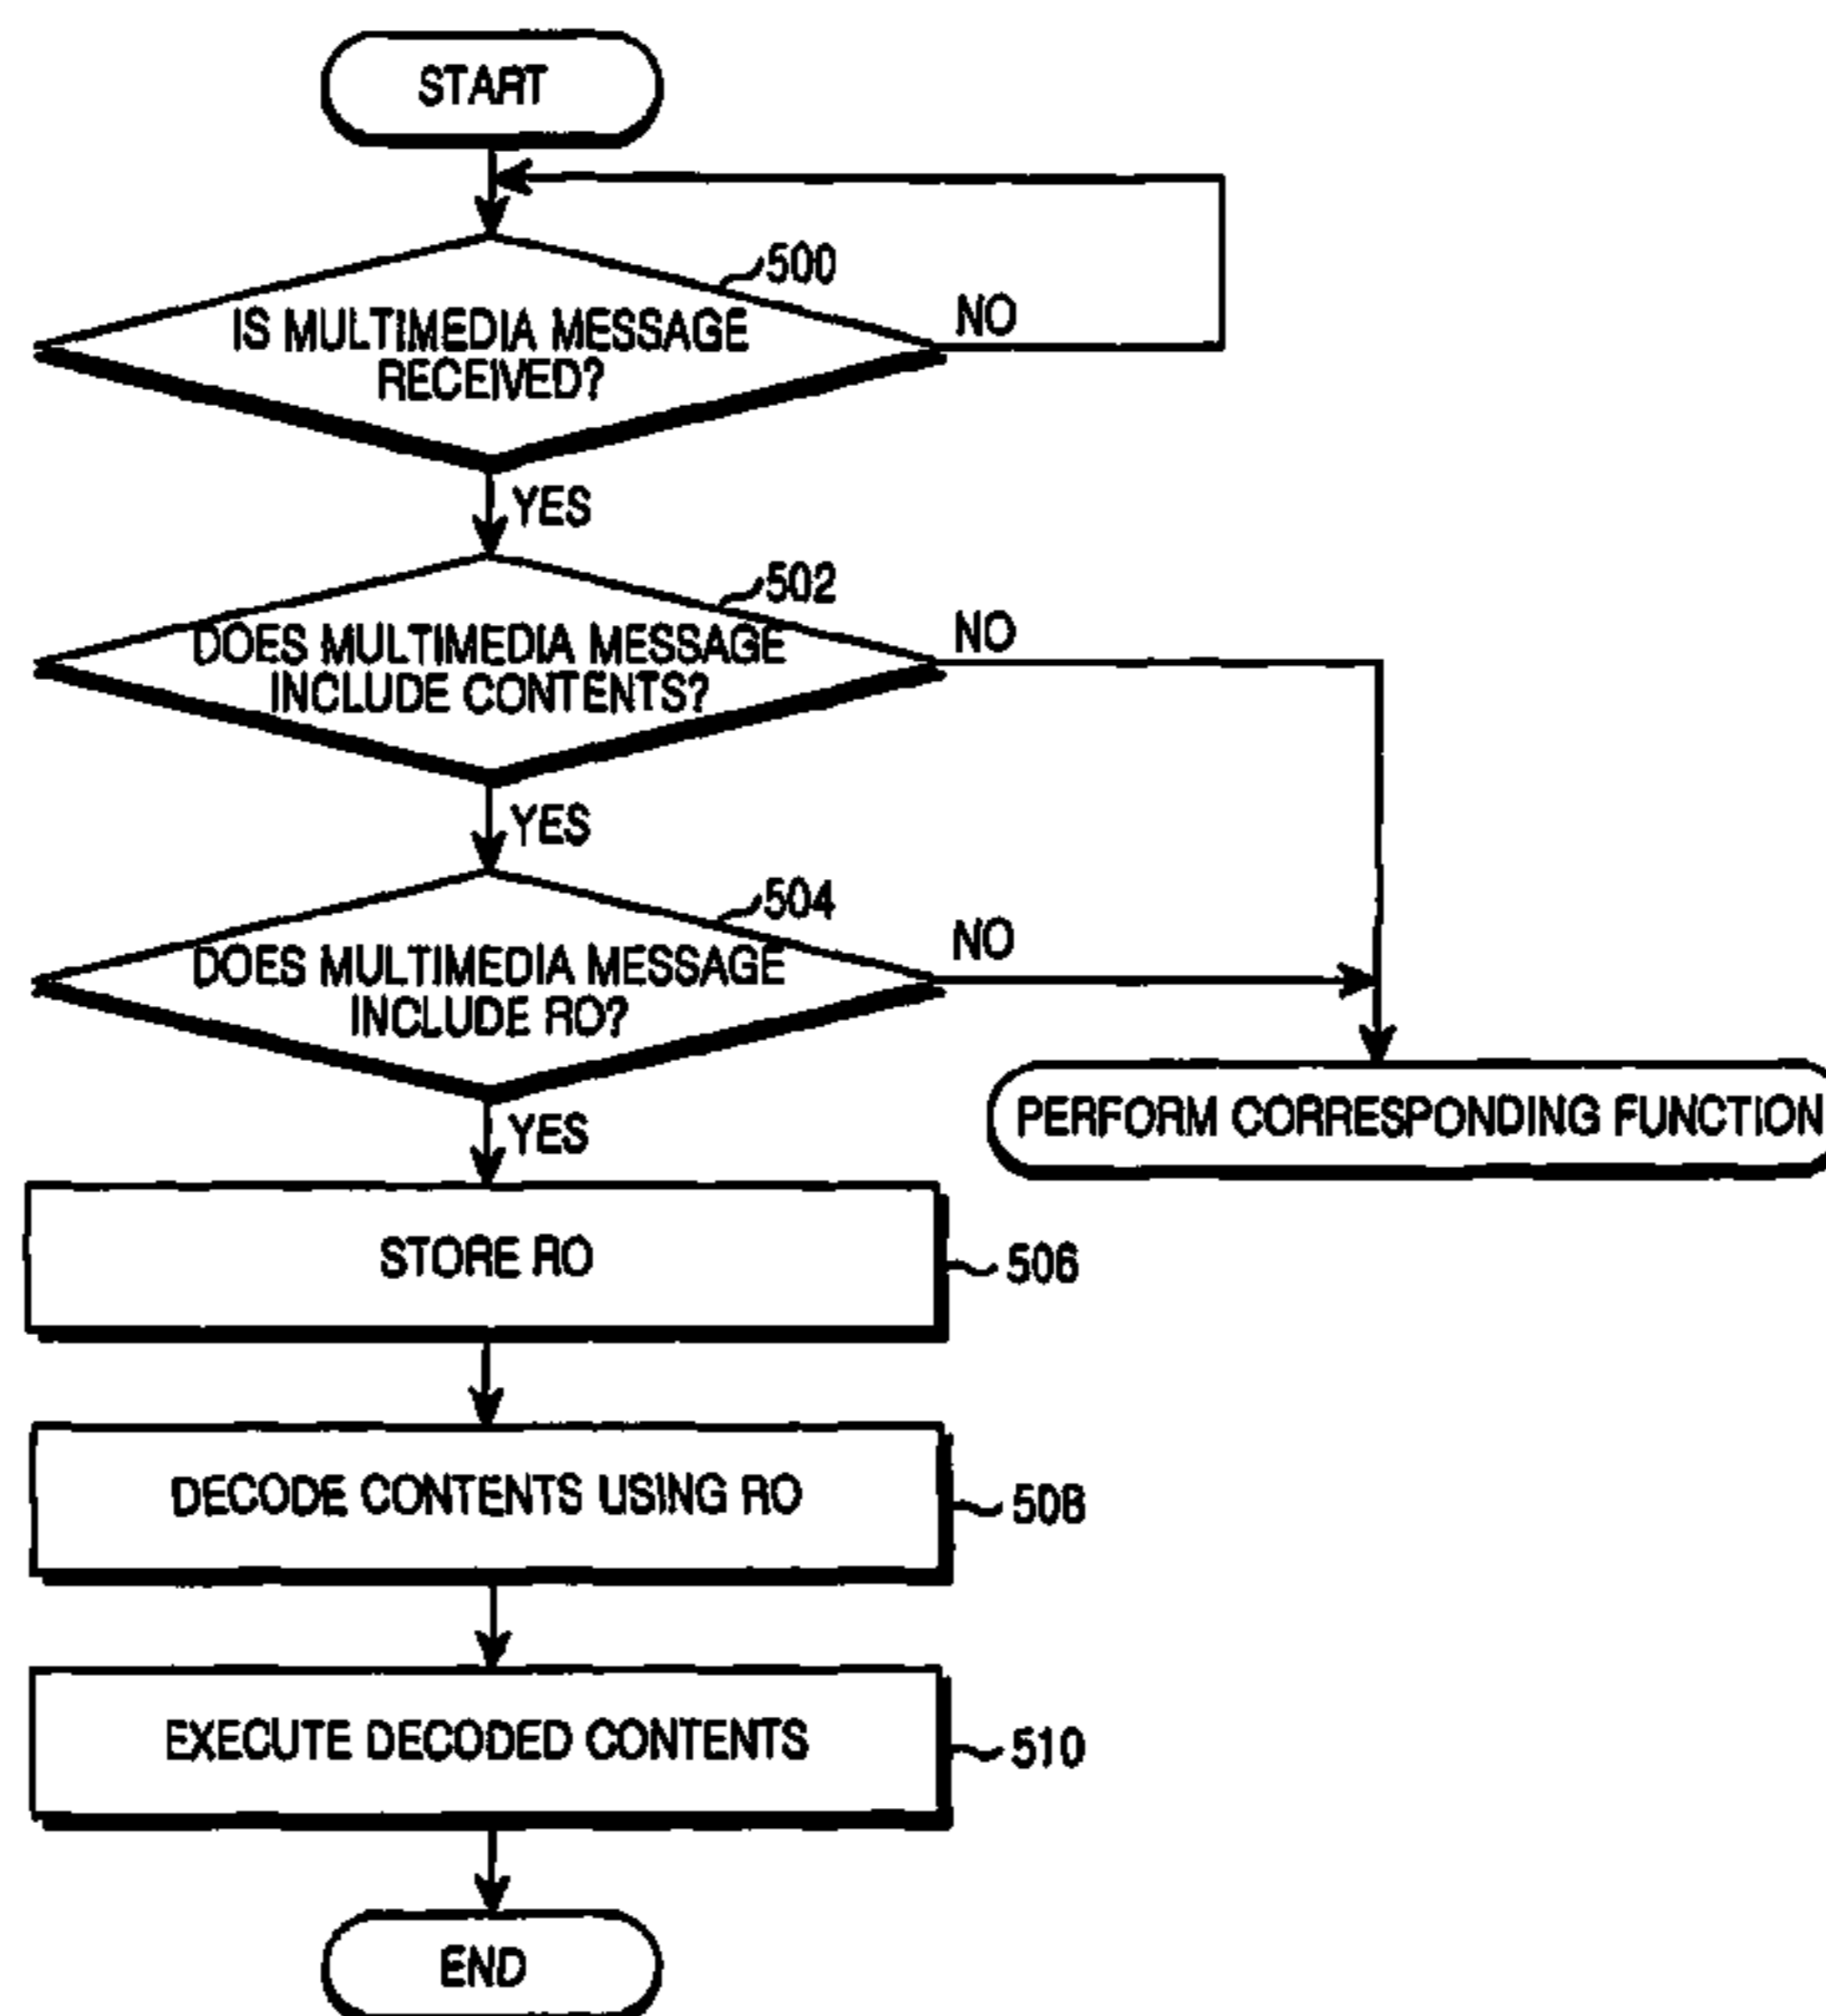 START
500
IS MULTIMEDIA MESSAGE
RECEIVED?
NO
YES
502
DOES MULTIMEDIA MESSAGE
INCLUDE CONTENTS?
NO
YES
504
DOES MULTIMEDIA MESSAGE
INCLUDE RO?
NO
YES
PERFORM CORRESPONDING FUNCTION
STORE RO
506
DECODE CONTENTS USING RO
508
EXECUTE DECODED CONTENTS
510
END